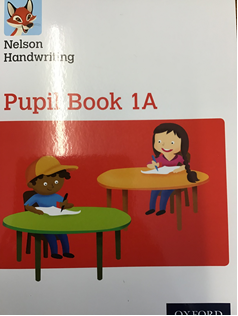 Nelson
Handwriting
Pupil Book 1A
OXFORD